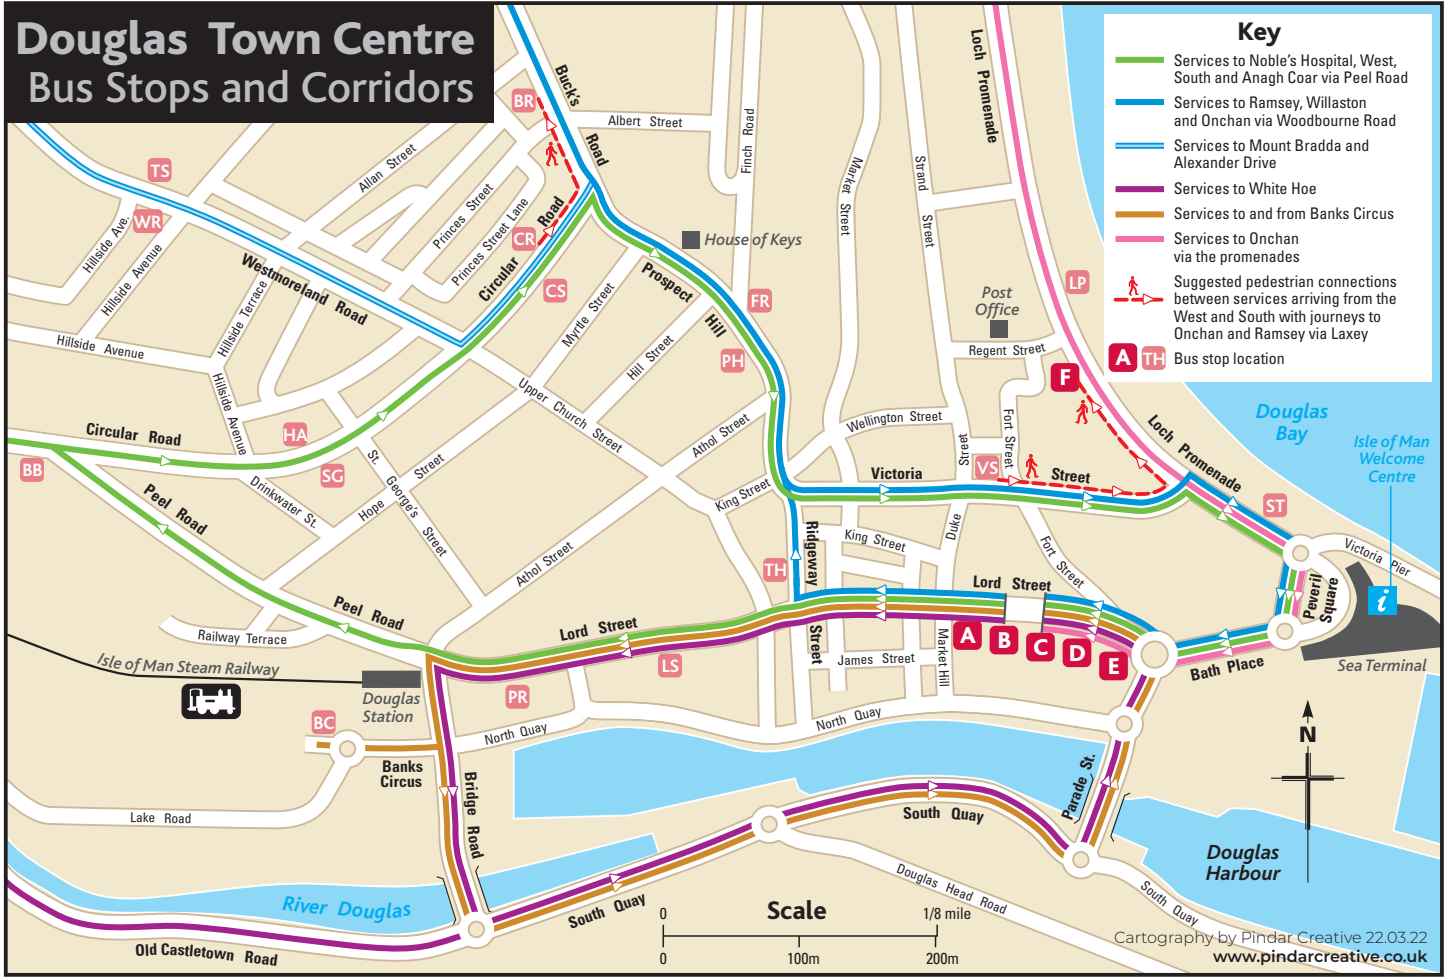 Douglas Town Centre
Bus Stops and Corridors
Key
Services to Noble's Hospital, West,
South and Anagh Coar via Peel Road
Services to Ramsey, Willaston
and Onchan via Woodbourne Road
Services to Mount Bradda and
Alexander Drive
Services to White Hoe
Services to and from Banks Circus
Services to Onchan
via the promenades
Suggested pedestrian connections
between services arriving from the
West and South with journeys to
Onchan and Ramsey via Laxey
A TH Bus stop location
Buck's Road
BR
Albert Street
Finch Road
Loch Promenade
Market Street
Strand Street
TS
Allan Street
WR
Hillside Ave.
Hillside Avenue
Princes Street
Princes Street Lane
CR
Circular Road
House of Keys
Westmoreland Road
CS
Prospect Hill
FR
LP
Post
Office
Hillside Terrace
Myrtle Street
Hillside Avenue
Hill Street
PH
Regent Street
F
Hillside Avenue
Upper Church Street
Athol Street
Wellington Street
Fort Street
Loch Promenade
Douglas
Bay
Isle of Man
Welcome
Centre
Circular Road
HA
BB
SG
St. George's Street
Street
VS
Victoria Street
Drinkwater St.
Hope Street
King Street
Peel Road
ST
Duke
Ridgeway Street
King Street
Fort Street
Victoria Pier
Athol Street
TH
Lord Street
Peveril
Square
i
Peel Road
Railway Terrace
Lord Street
A
B
C
D
E
Market Hill
James Street
LS
Bath Place
Sea Terminal
Isle of Man Steam Railway
Douglas
Station
PR
BC
North Quay
North Quay
N
Banks
Circus
Bridge Road
Parade St.
Lake Road
South Quay
Douglas
Harbour
Douglas Head Road
South Quay
River Douglas
South Quay
Old Castletown Road
Scale
0
1/8 mile
0
100m
200m
Cartography by Pindar Creative 22.03.22
www.pindarcreative.co.uk